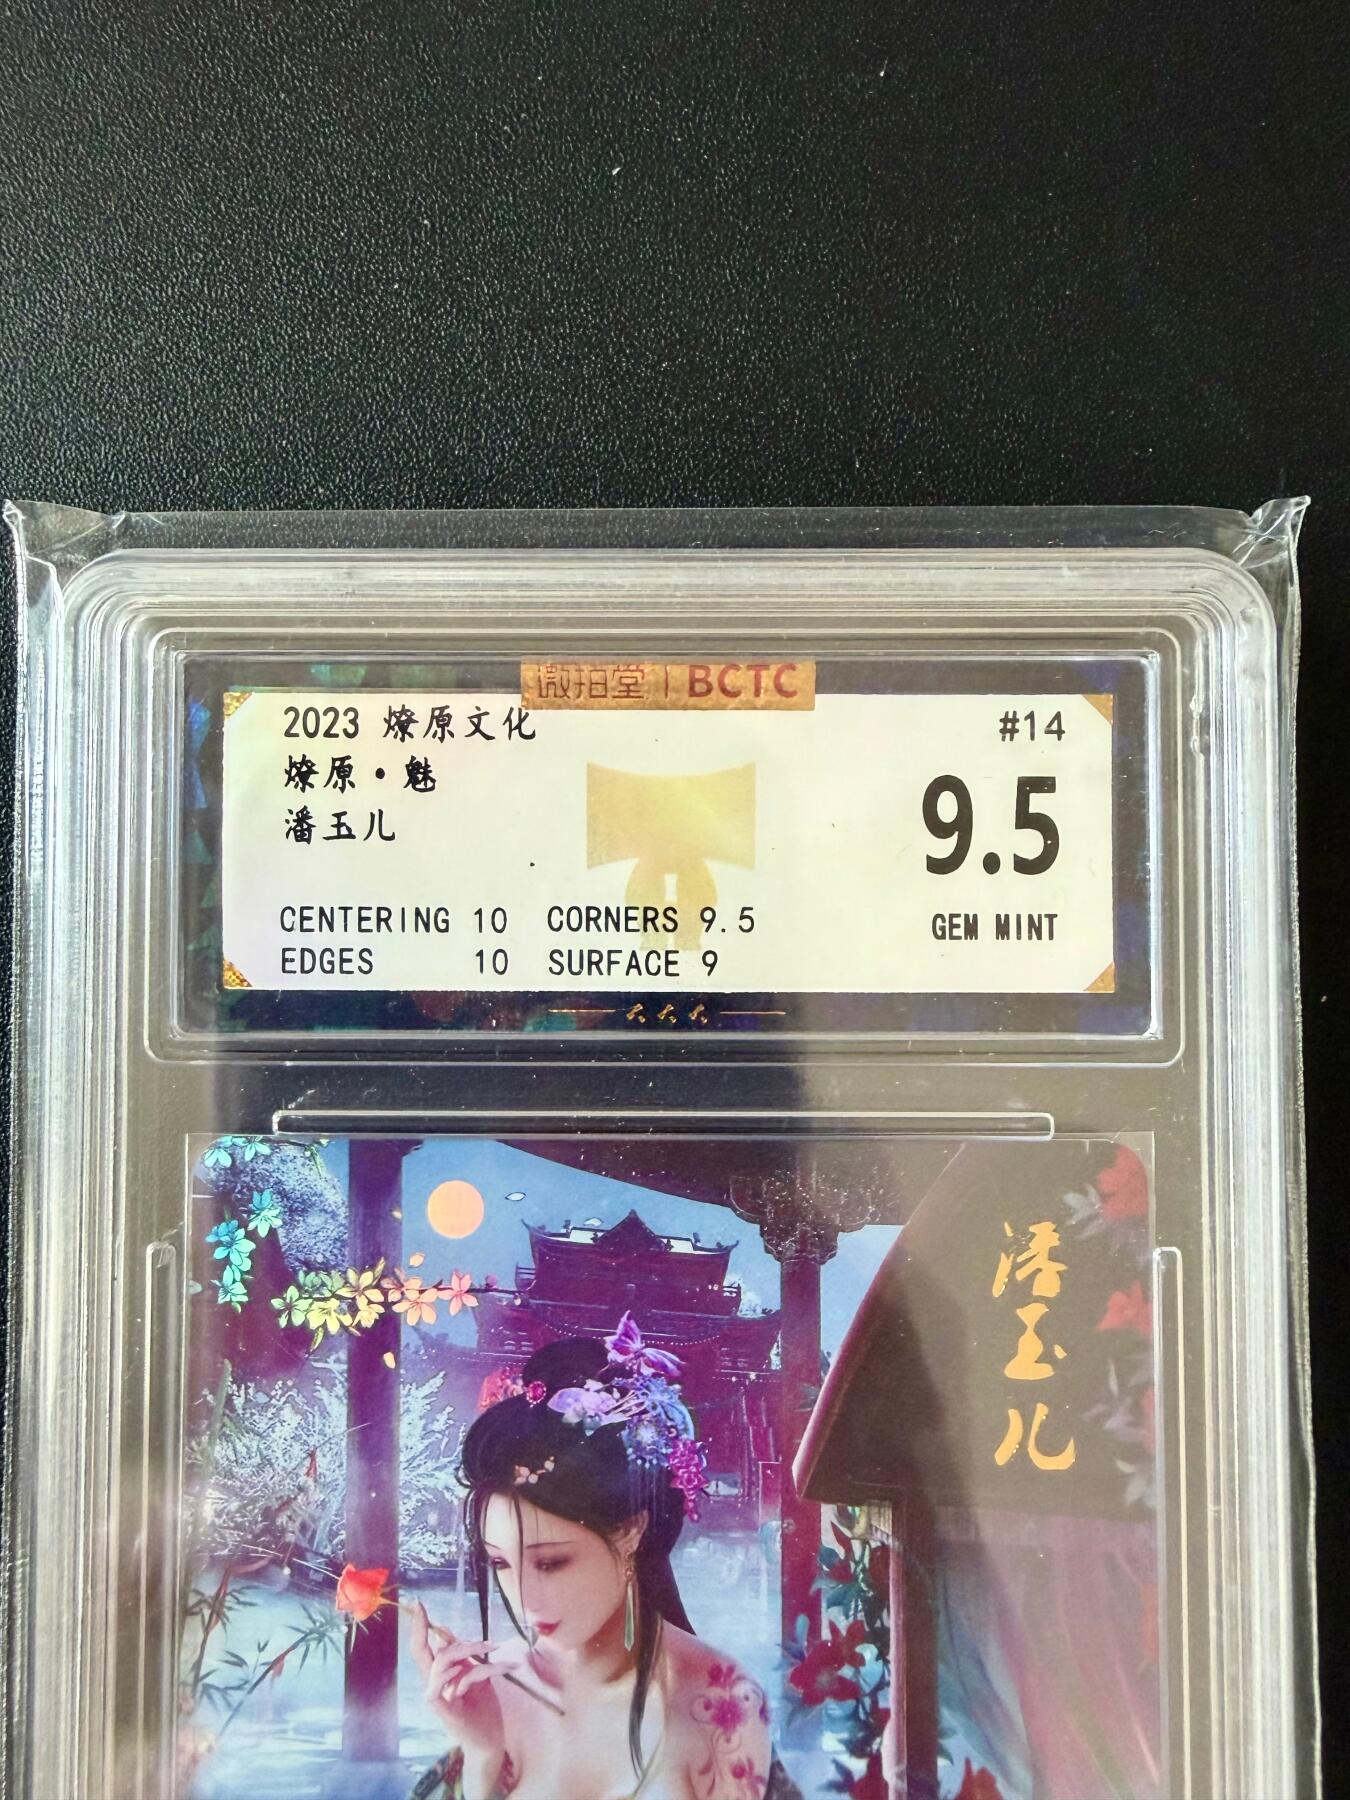 微拍堂 | BCTC
2023 燎原文化
#14
燎原·魅
潘玉儿
9.5
CENTERING 10 CORNERS 9.5
EDGES 10 SURFACE 9
GEM MINT
潘玉儿